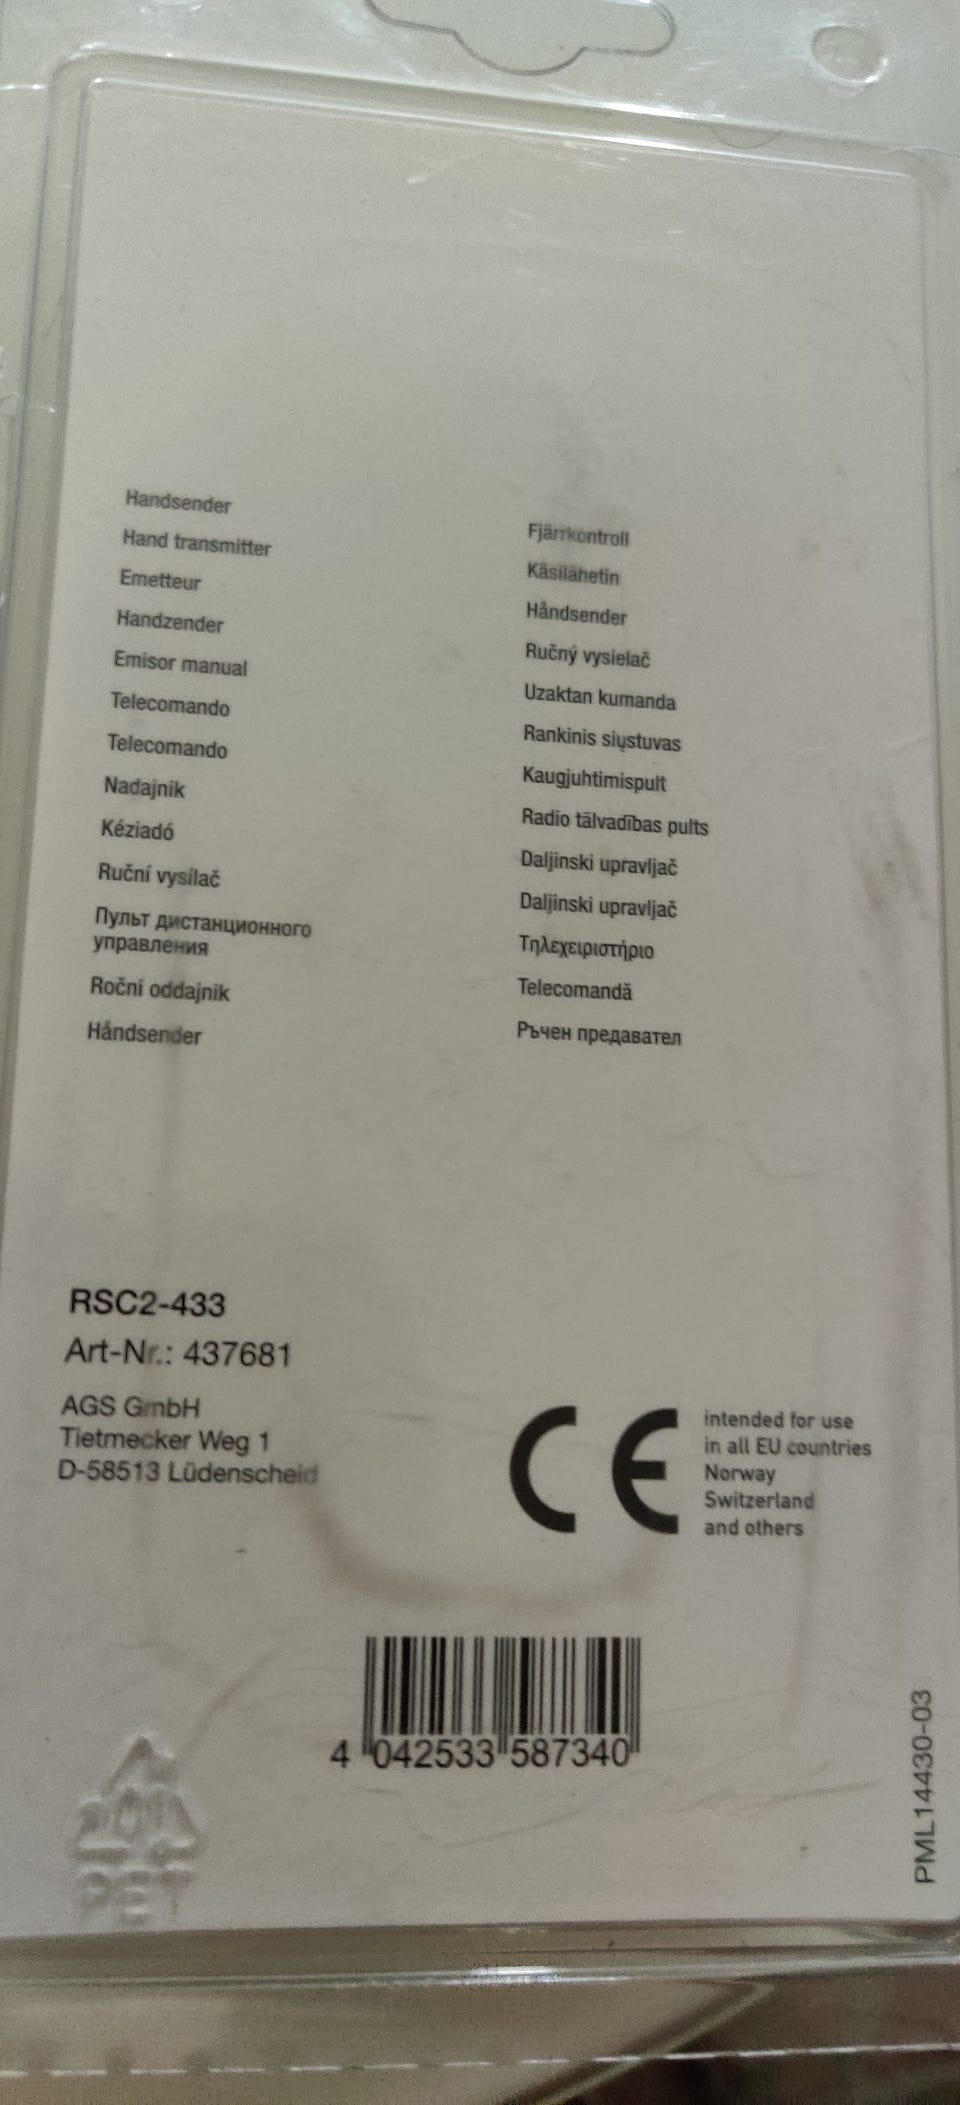 Handsender
Hand transmitter
Emetteur
Handzender
Emisor manual
Telecomando
Telecomando
Nadajnik
Kéziadó
Ruční vysílač
Пульт дистанционного
управления
Ročni oddajnik
Håndsender
Fjärrkontroll
Käsilähetin
Håndsender
Ručný vysielač
Uzaktan kumanda
Rankinis siųstuvas
Kaugjuhtimispult
Radio tālvadības pults
Daljinski upravljač
Daljinski upravljač
Τηλεχειριστήριο
Telecomandă
Ръчен предавател
RSC2-433
Art-Nr.: 437681
AGS GmbH
Tietmecker Weg 1
D-58513 Lüdenscheid
CE
intended for use
in all EU countries
Norway
Switzerland
and others
4 042533 587340
PML14430-03
PET